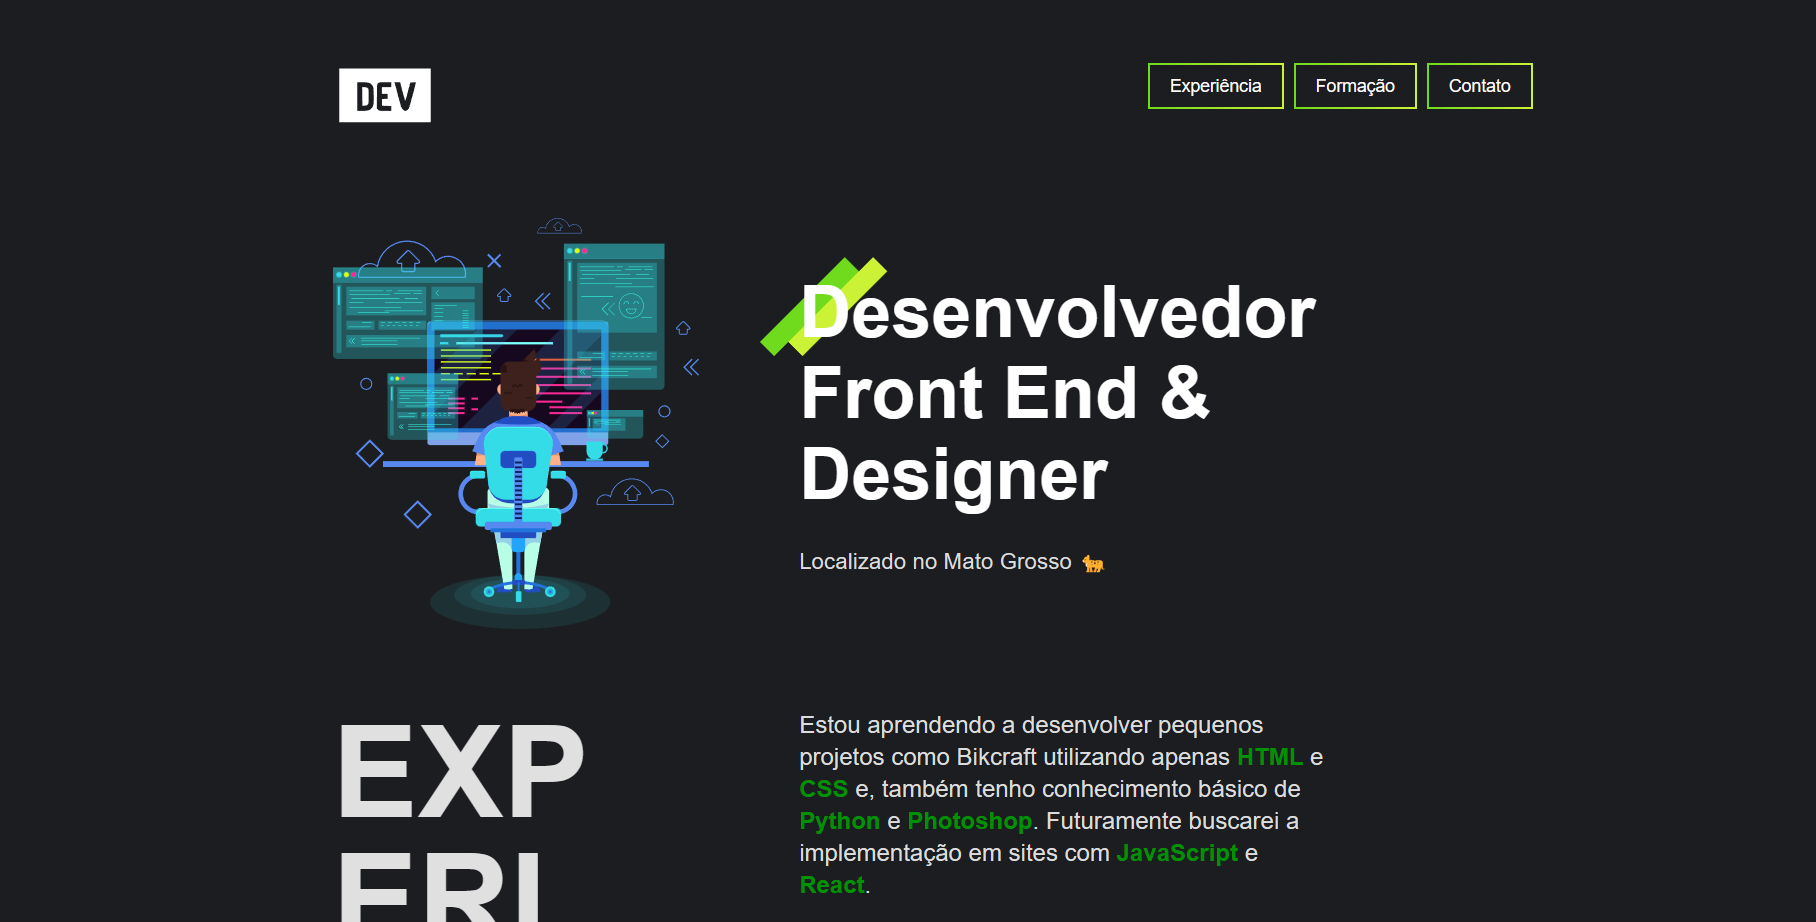 DEV
Experiência
Formação
Contato
Desenvolvedor
Front End &
Designer
Localizado no Mato Grosso 🐆
EXP
ERI
Estou aprendendo a desenvolver pequenos
projetos como Bikcraft utilizando apenas HTML e
CSS e, também tenho conhecimento básico de
Python e Photoshop. Futuramente buscarei a
implementação em sites com JavaScript e
React.